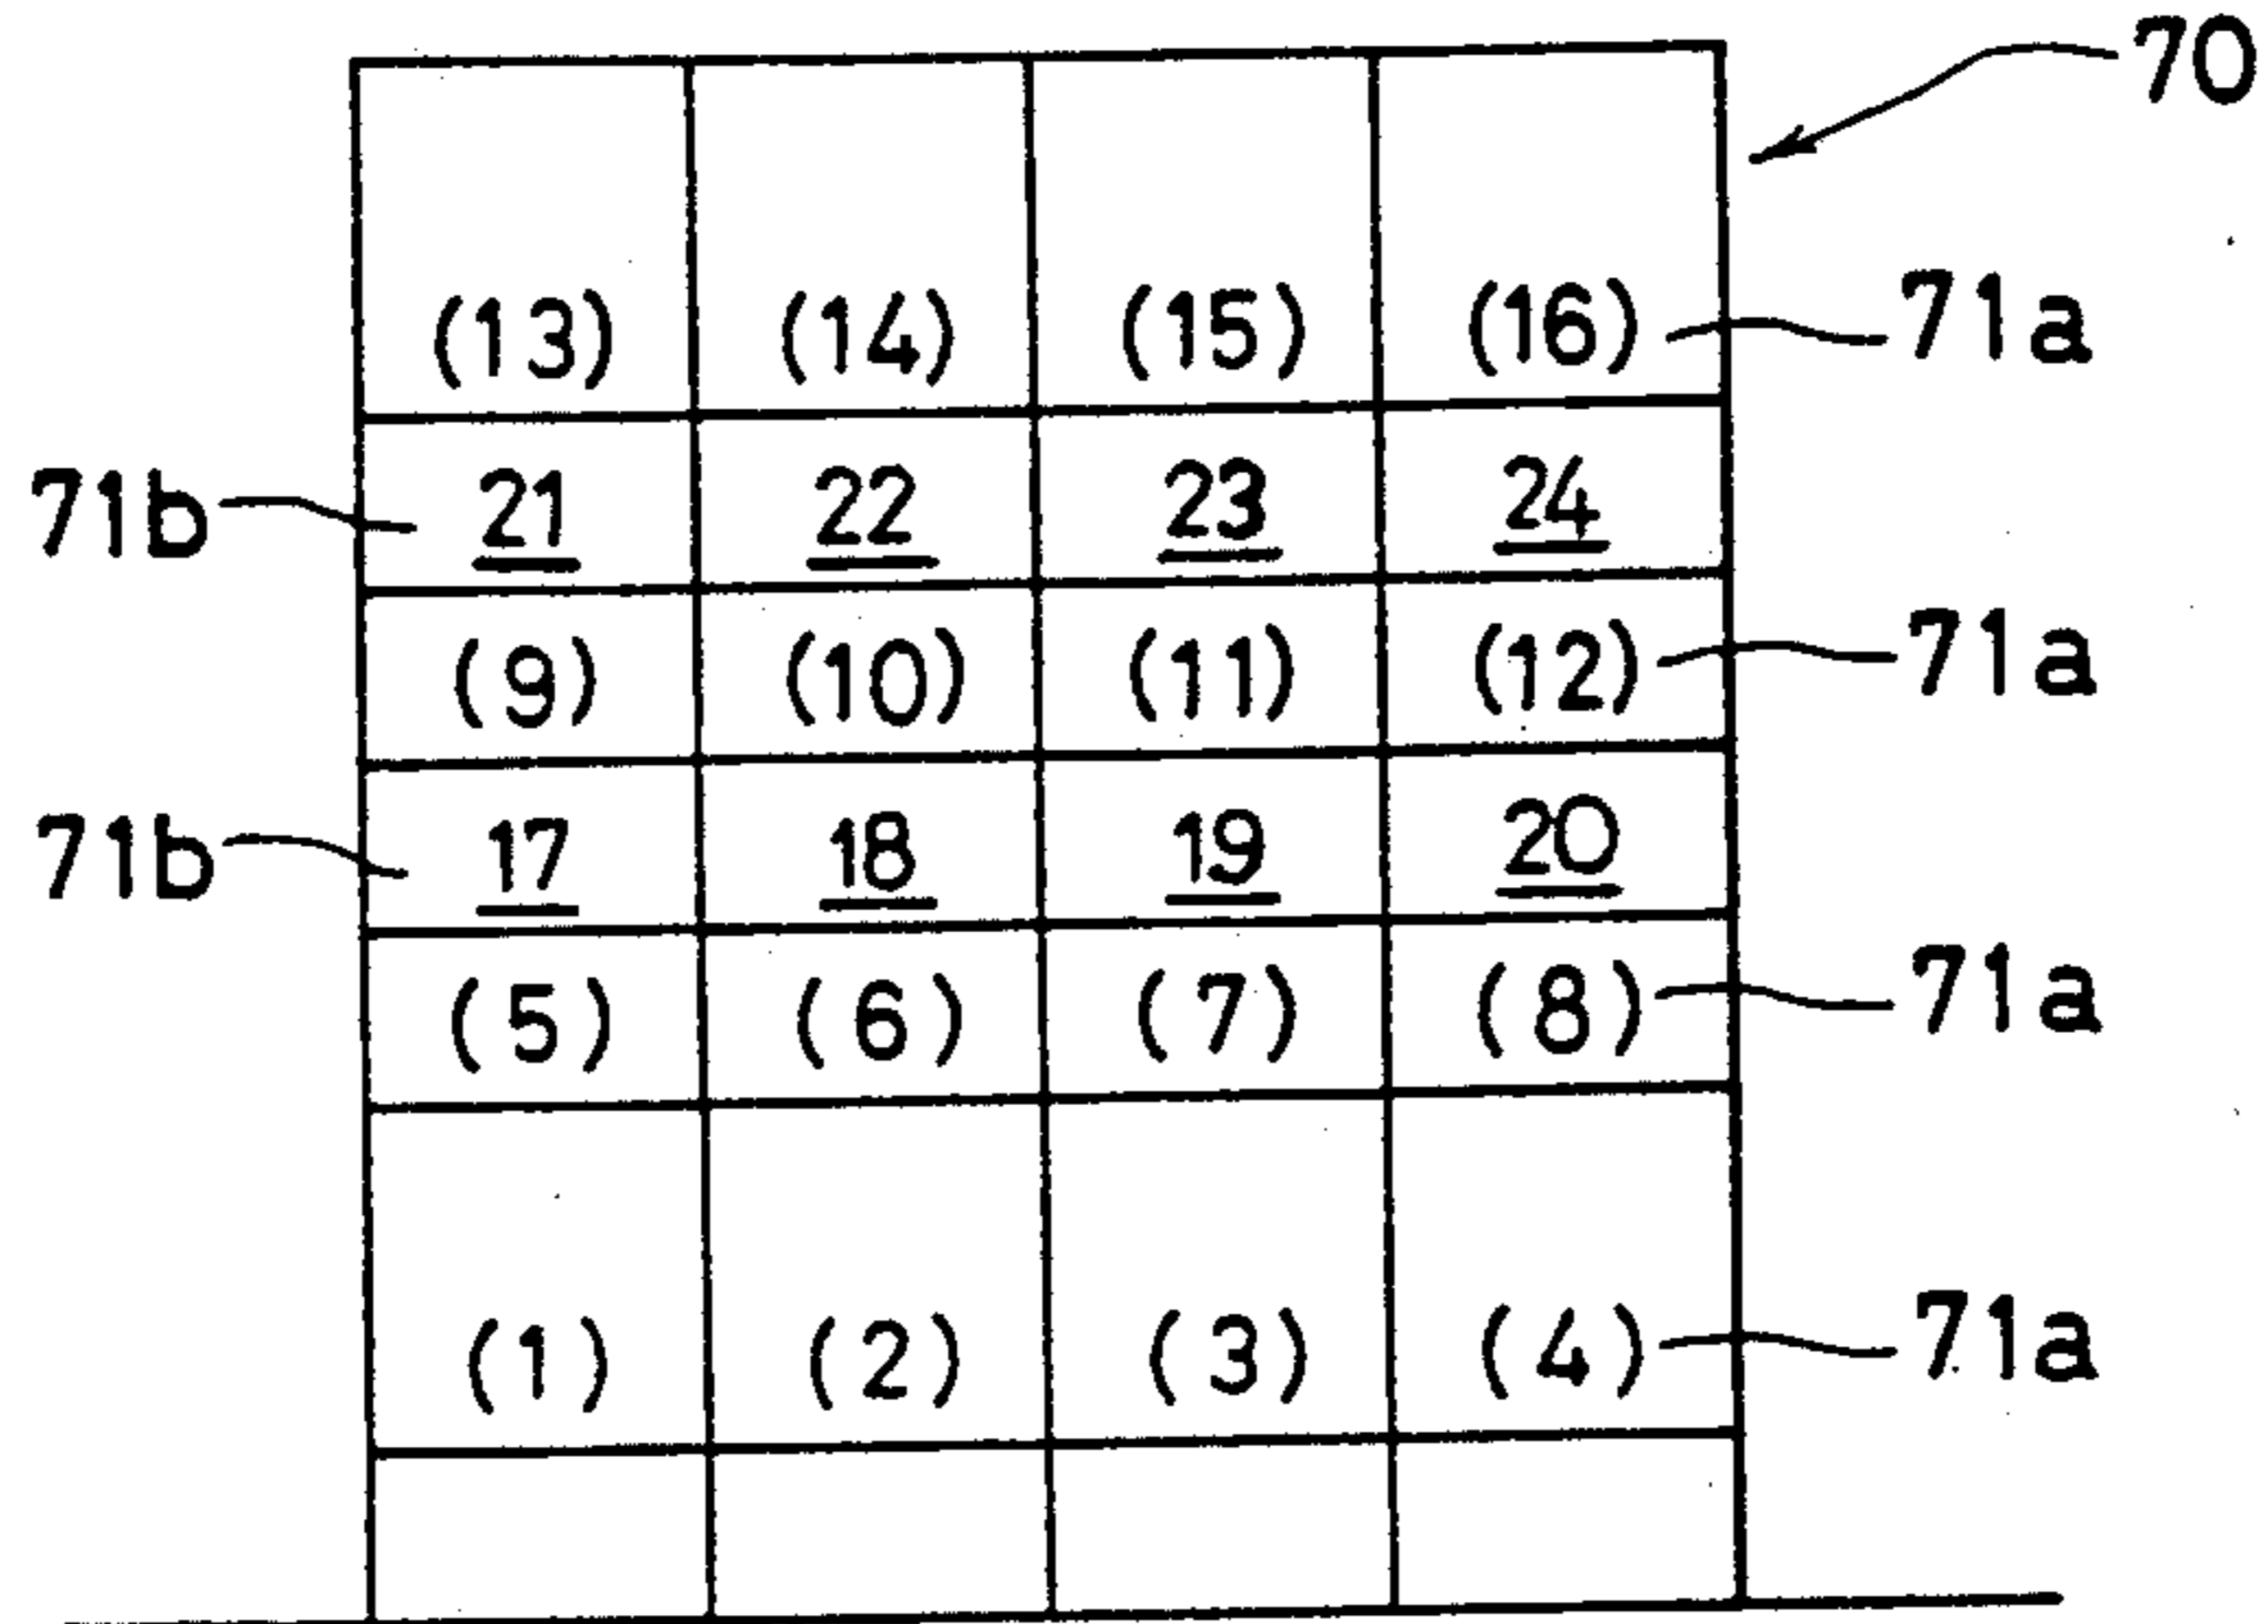 70
(13) (14) (15) (16) 71a
71b 21 22 23 24
(9) (10) (11) (12) 71a
71b 17 18 19 20
(5) (6) (7) (8) 71a
(1) (2) (3) (4) 71a